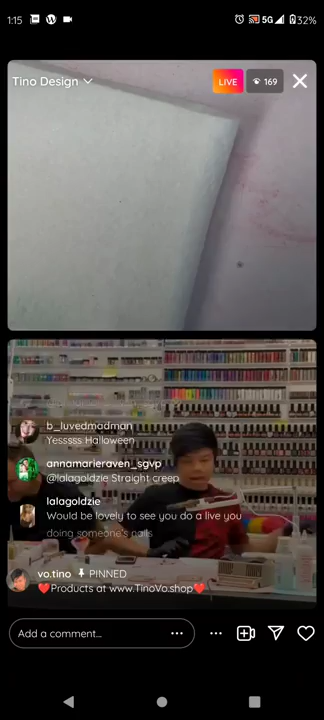 1:15
5G
32%
Tino Design
LIVE
169
b_luvedmadman
Yesssss Halloween
annamarieraven_sgvp
@lalagoldzie Straight creep
lalagoldzie
Would be lovely to see you do a live you
doing someone's nails
vo.tino PINNED
❤️Products at www.TinoVo.shop❤️
Add a comment...